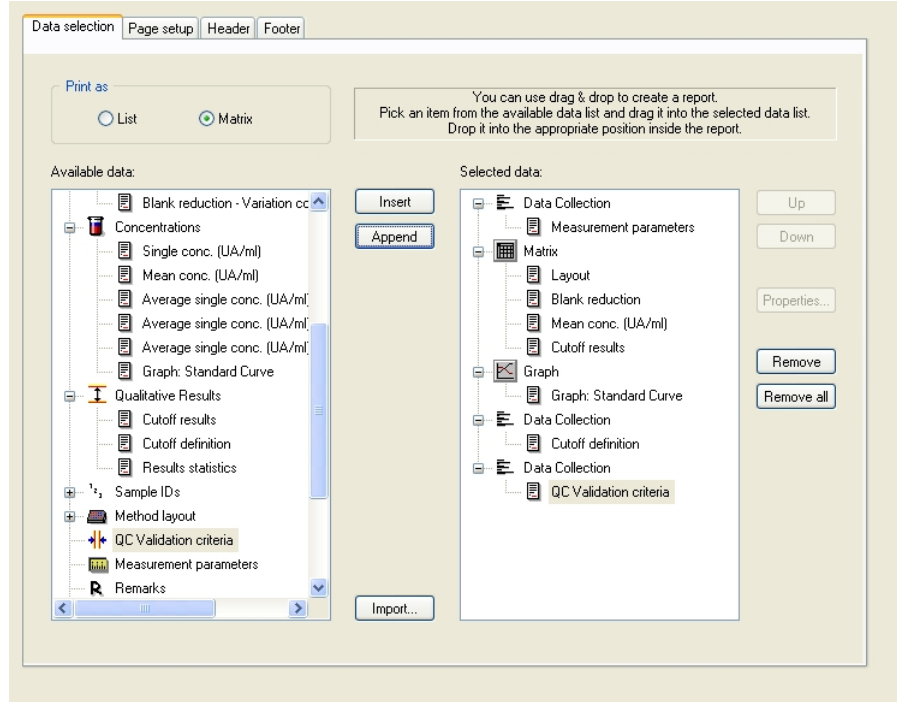 Data selection Page setup Header Footer
Print as
List Matrix
You can use drag & drop to create a report.
Pick an item from the available data list and drag it into the selected data list.
Drop it into the appropriate position inside the report.
Available data:
Blank reduction - Variation cc
Concentrations
Single conc. (UA/ml)
Mean conc. (UA/ml)
Average single conc. (UA/ml
Average single conc. (UA/ml
Average single conc. (UA/ml
Graph: Standard Curve
Qualitative Results
Cutoff results
Cutoff definition
Results statistics
Sample IDs
Method layout
QC Validation criteria
Measurement parameters
Remarks
Insert
Append
Import...
Selected data:
Data Collection
Measurement parameters
Matrix
Layout
Blank reduction
Mean conc. (UA/ml)
Cutoff results
Graph
Graph: Standard Curve
Data Collection
Cutoff definition
Data Collection
QC Validation criteria
Up
Down
Properties...
Remove
Remove all